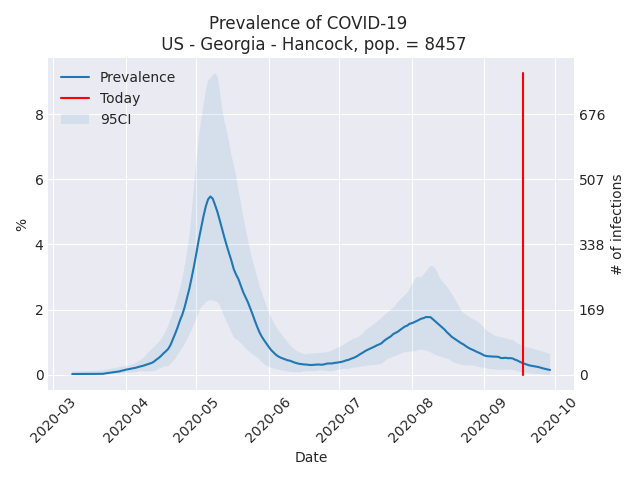 Prevalence of COVID-19
US - Georgia - Hancock, pop. = 8457
Prevalence
Today
95CI
%
8
6
4
2
0
676
507
338
169
0
# of infections
2020-03
2020-04
2020-05
2020-06
2020-07
2020-08
2020-09
2020-10
Date